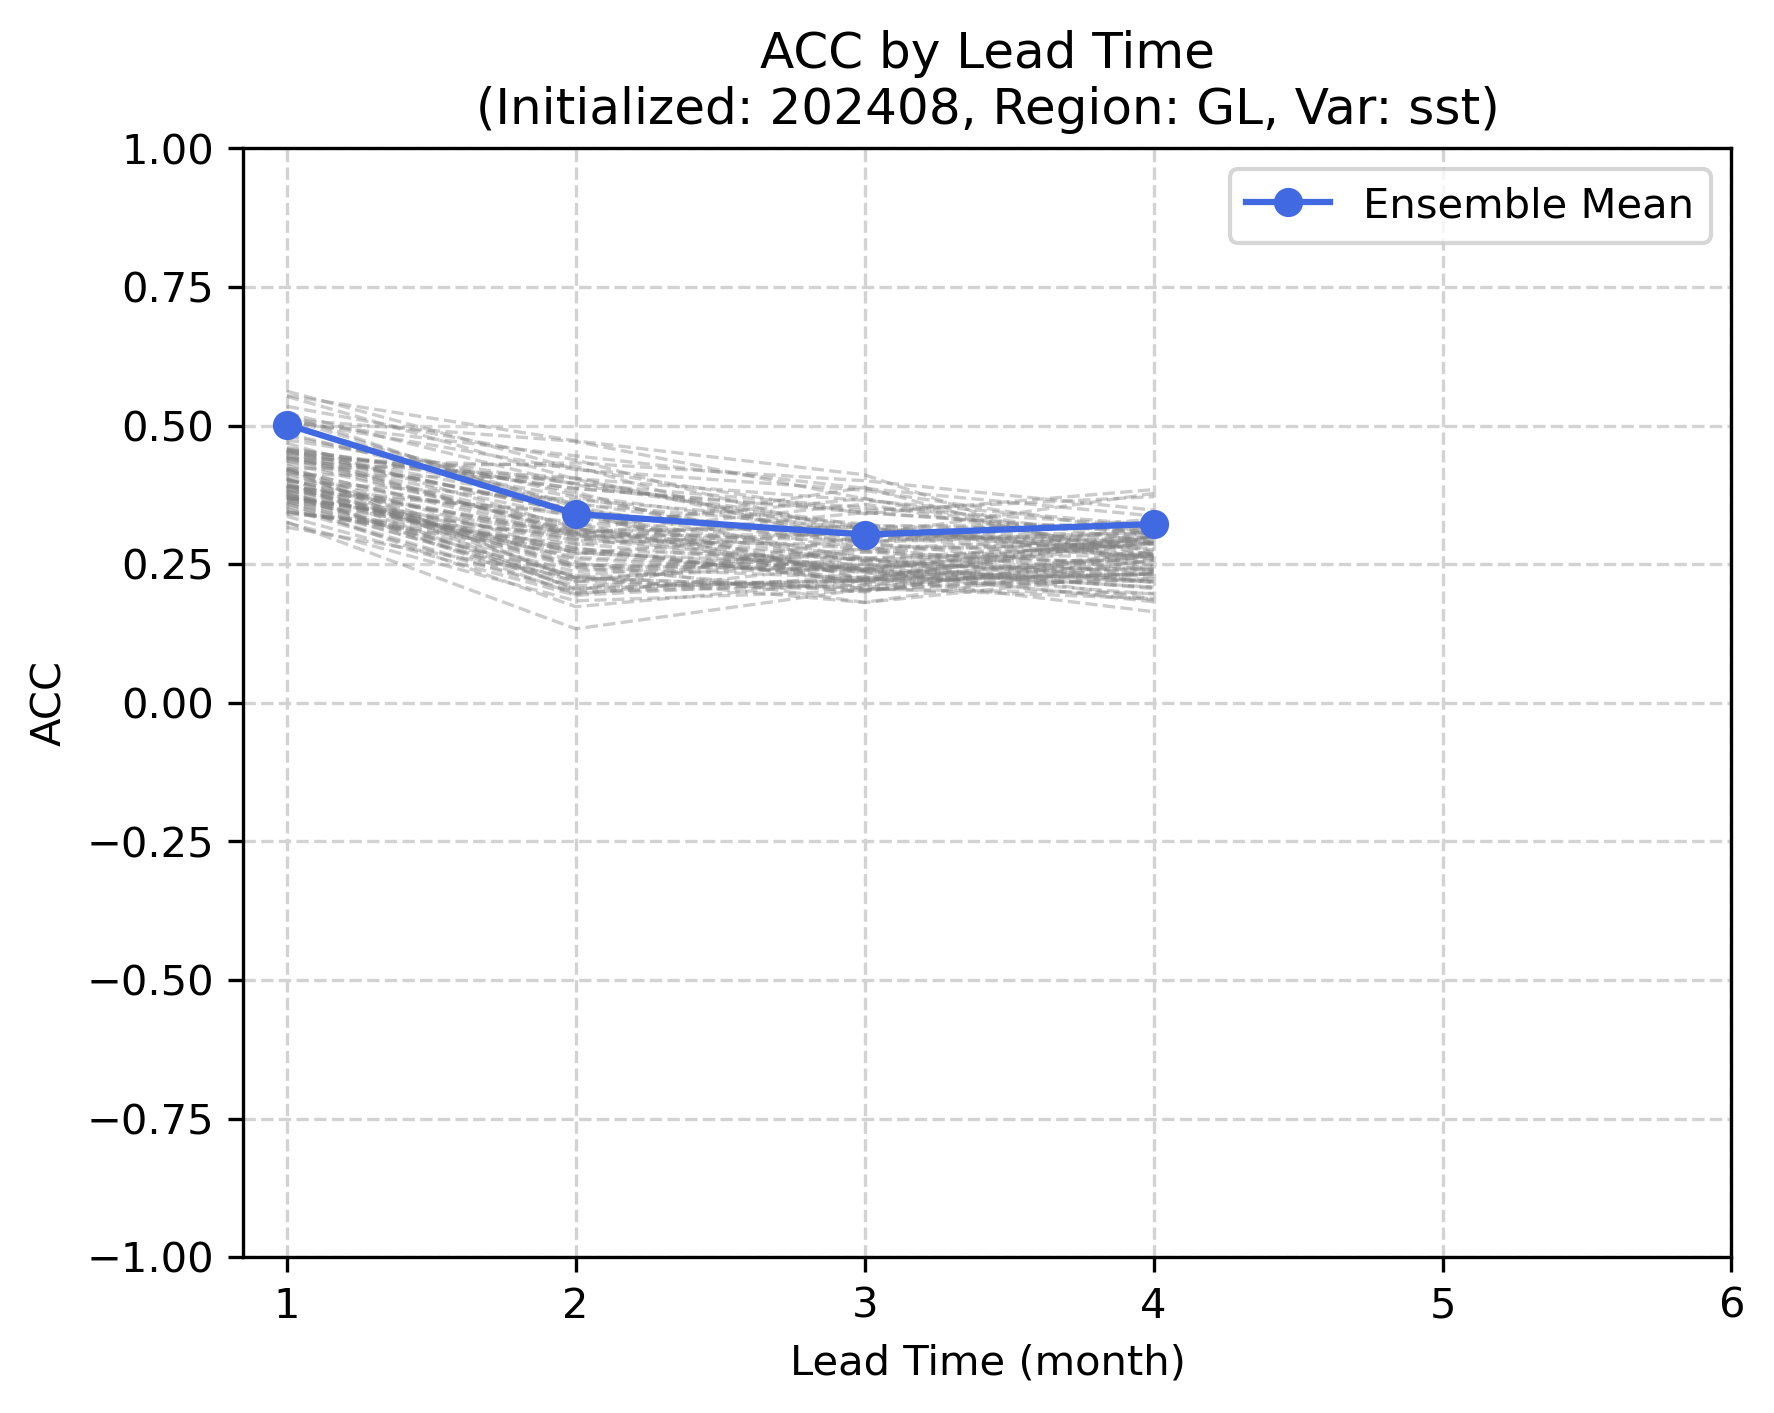 ACC by Lead Time
(Initialized: 202408, Region: GL, Var: sst)
1.00
0.75
0.50
0.25
0.00
−0.25
−0.50
−0.75
−1.00
ACC
Ensemble Mean
1 2 3 4 5 6
Lead Time (month)